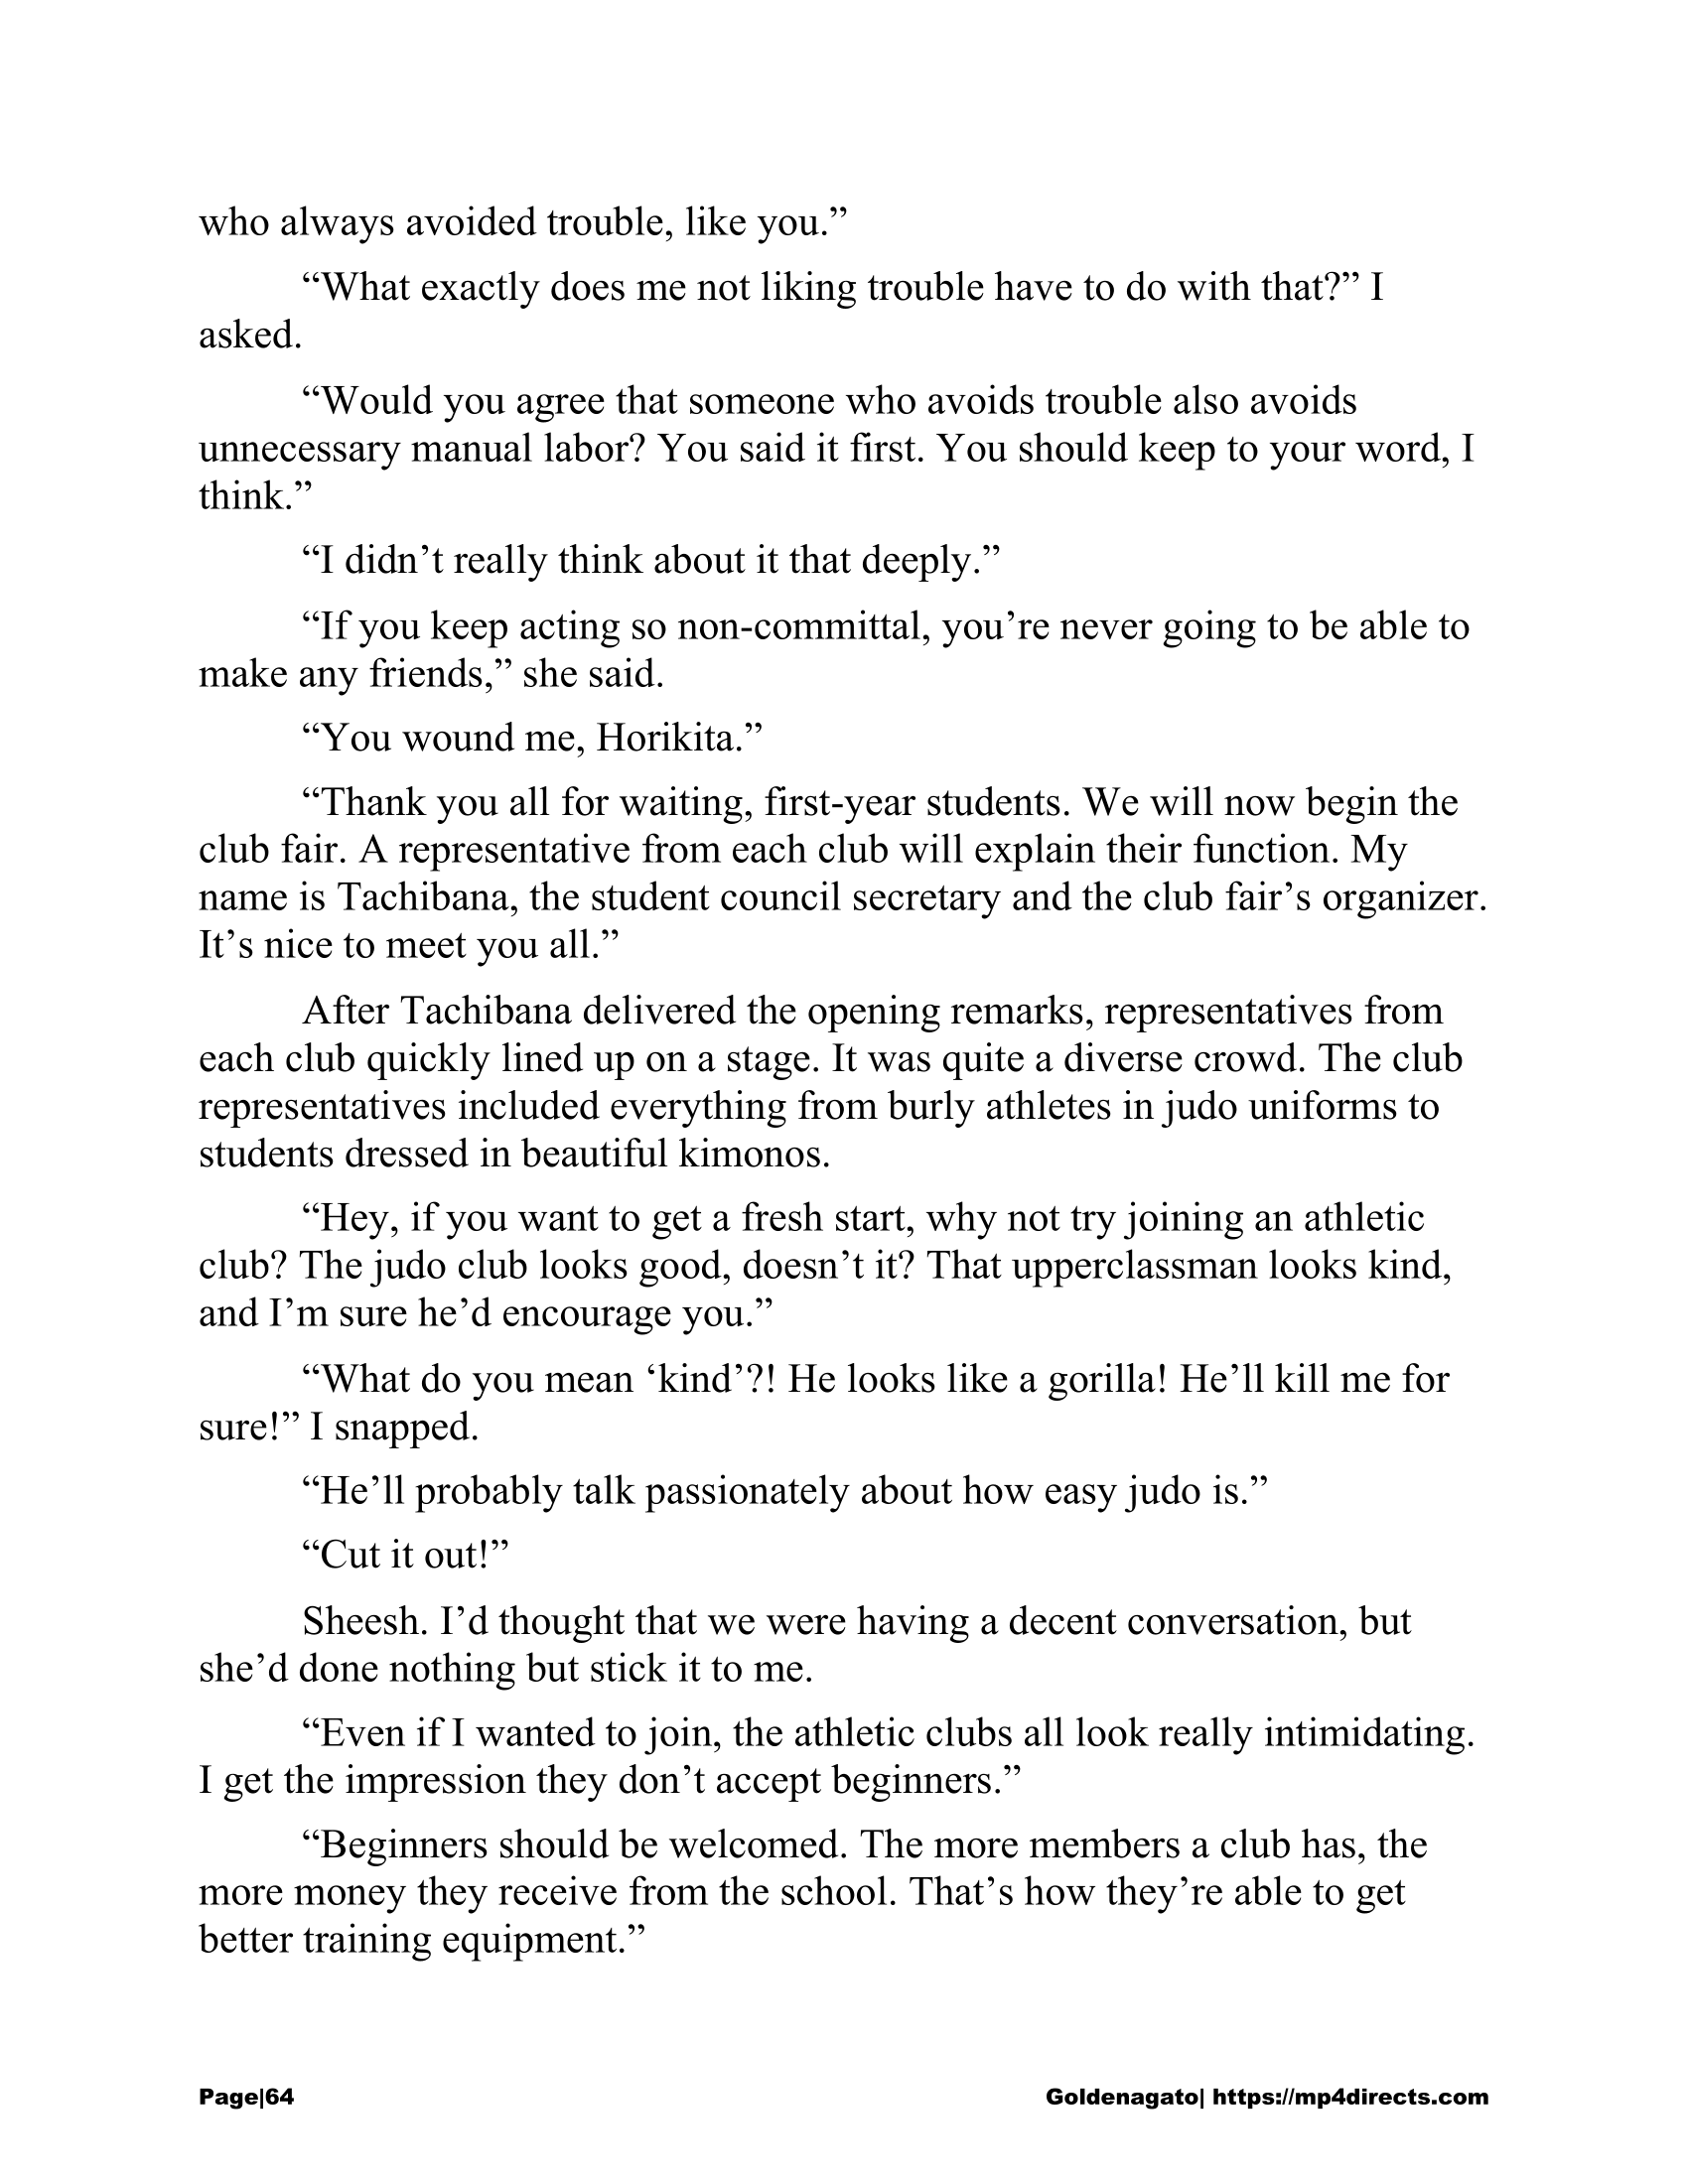 who always avoided trouble, like you.”
“What exactly does me not liking trouble have to do with that?” I
asked.
“Would you agree that someone who avoids trouble also avoids
unnecessary manual labor? You said it first. You should keep to your word, I
think.”
“I didn’t really think about it that deeply.”
“If you keep acting so non-committal, you’re never going to be able to
make any friends,” she said.
“You wound me, Horikita.”
“Thank you all for waiting, first-year students. We will now begin the
club fair. A representative from each club will explain their function. My
name is Tachibana, the student council secretary and the club fair’s organizer.
It’s nice to meet you all.”
After Tachibana delivered the opening remarks, representatives from
each club quickly lined up on a stage. It was quite a diverse crowd. The club
representatives included everything from burly athletes in judo uniforms to
students dressed in beautiful kimonos.
“Hey, if you want to get a fresh start, why not try joining an athletic
club? The judo club looks good, doesn’t it? That upperclassman looks kind,
and I’m sure he’d encourage you.”
“What do you mean ‘kind’?! He looks like a gorilla! He’ll kill me for
sure!” I snapped.
“He’ll probably talk passionately about how easy judo is.”
“Cut it out!”
Sheesh. I’d thought that we were having a decent conversation, but
she’d done nothing but stick it to me.
“Even if I wanted to join, the athletic clubs all look really intimidating.
I get the impression they don’t accept beginners.”
“Beginners should be welcomed. The more members a club has, the
more money they receive from the school. That’s how they’re able to get
better training equipment.”
Page|64 Goldenagato| https://mp4directs.com